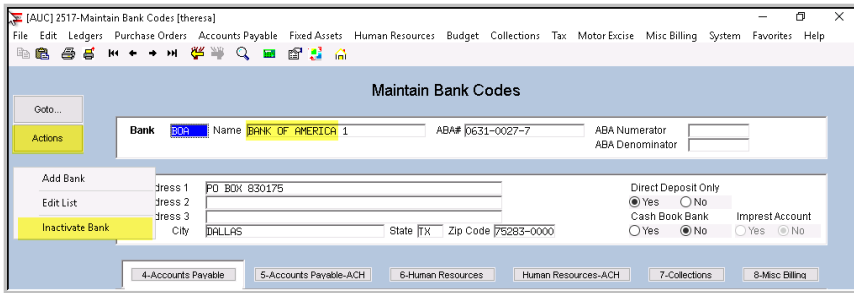 [AUC] 2517-Maintain Bank Codes [theresa]
File Edit Ledgers Purchase Orders Accounts Payable Fixed Assets Human Resources Budget Collections Tax Motor Excise Misc Billing System Favorites Help
Maintain Bank Codes
Goto...
Actions
Bank BOA Name BANK OF AMERICA 1 ABA# 0631-0027-7 ABA Numerator
ABA Denominator
Add Bank
Edit List
Inactivate Bank
dress 1 PO BOX 830175 Direct Deposit Only
dress 2 Yes No
dress 3 Cash Book Bank Imprest Account
City DALLAS State TX Zip Code 75283-0000 Yes No Yes No
4-Accounts Payable 5-Accounts Payable-ACH 6-Human Resources Human Resources-ACH 7-Collections 8-Misc Billing